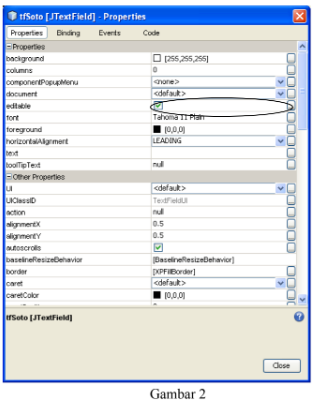 tfSoto [JTextField] - Properties
Properties Binding Events Code
Properties
background [255,255,255]
columns 0
componentPopupMenu <none>
document <default>
editable
font Tahoma 11 Plain
foreground [0,0,0]
horizontalAlignment LEADING
text
toolTipText null
Other Properties
UI <default>
UIClassID TextFieldUI
action null
alignmentX 0.5
alignmentY 0.5
autoscrolls
baselineResizeBehavior [BaselineResizeBehavior]
border [XPFillBorder]
caret <default>
caretColor [0,0,0]
tfSoto [JTextField]
Close
Gambar 2